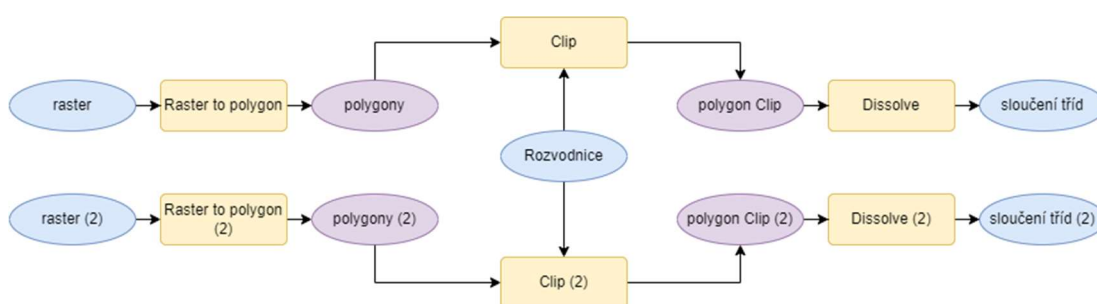 Clip
raster
Raster to polygon
polygony
polygon Clip
Dissolve
sloučení tříd
Rozvodnice
raster (2)
Raster to polygon
(2)
polygony (2)
polygon Clip (2)
Dissolve (2)
sloučení tříd (2)
Clip (2)